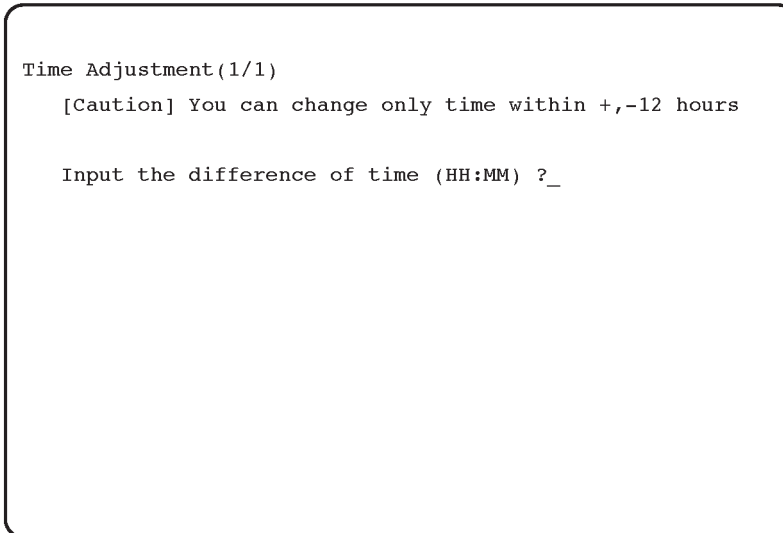 Time Adjustment(1/1)
[Caution] You can change only time within +,-12 hours
Input the difference of time (HH:MM) ?_